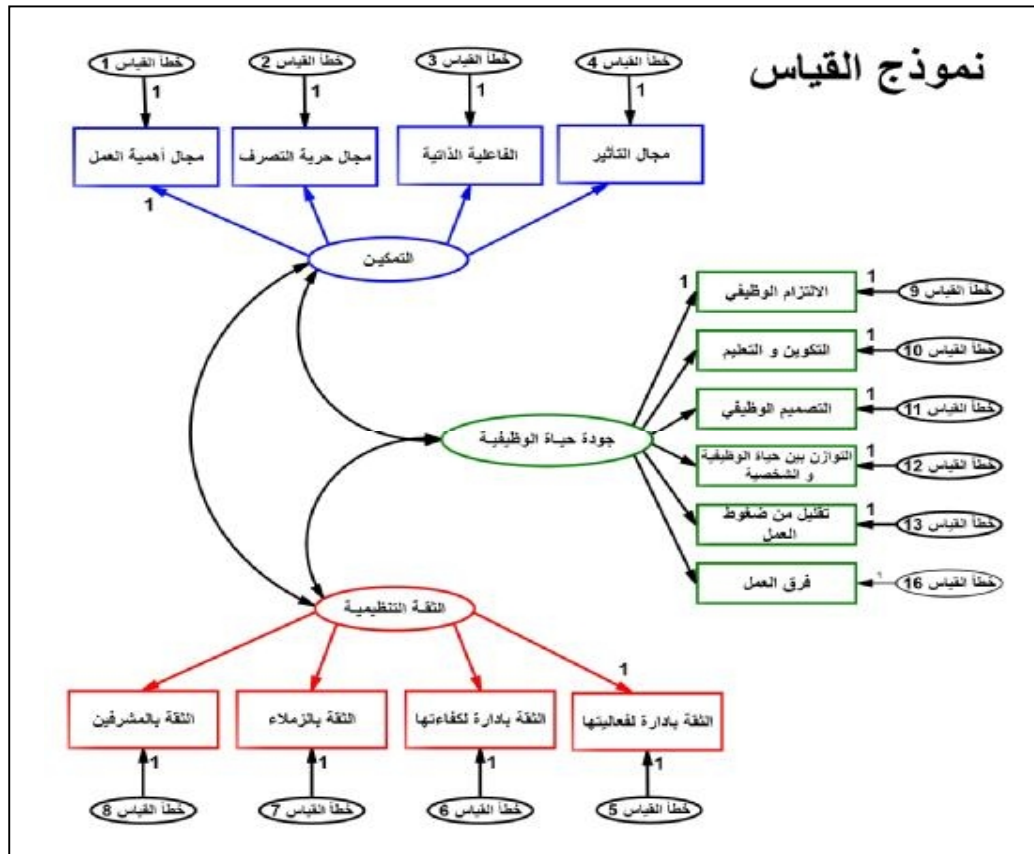 نموذج القياس
خطأ القياس 1
خطأ القياس 2
خطأ القياس 3
خطأ القياس 4
1
1
1
1
مجال أهمية العمل
مجال حرية التصرف
الفاعلية الذاتية
مجال التأثير
1
التمكين
1
الالتزام الوظيفي
1
خطأ القياس 9
التكوين و التعليم
1
خطأ القياس 10
التصميم الوظيفي
1
خطأ القياس 11
جودة حياة الوظيفية
التوازن بين حياة الوظيفية
و الشخصية
1
خطأ القياس 12
تقليل من ضغوط
العمل
1
خطأ القياس 13
فرق العمل
1
خطأ القياس 16
الثقة التنظيمية
1
الثقة بالمشرفين
الثقة بالزملاء
الثقة بادارة لكفاءتها
الثقة بادارة لفعاليتها
1
1
1
1
خطأ القياس 8
خطأ القياس 7
خطأ القياس 6
خطأ القياس 5